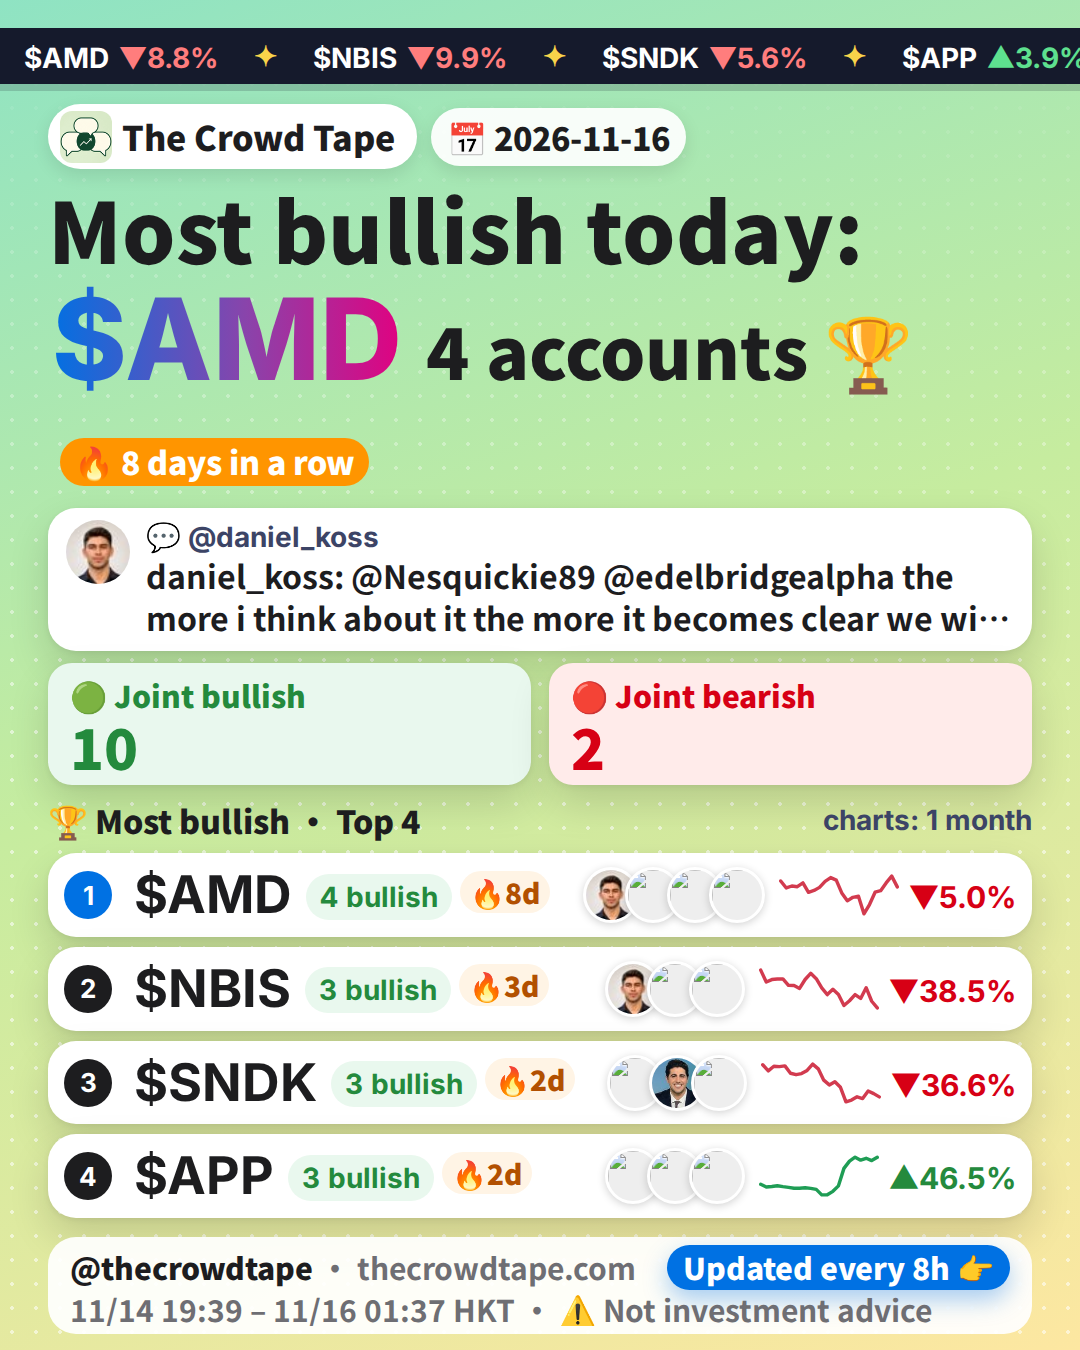 $AMD ▼8.8% ✦ $NBIS ▼9.9% ✦ $SNDK ▼5.6% ✦ $APP ▲3.9%
The Crowd Tape
📅 2026-11-16
Most bullish today:
$AMD 4 accounts 🏆
🔥 8 days in a row
💬 @daniel_koss
daniel_koss: @Nesquickie89 @edelbridgealpha the
more i think about it the more it becomes clear we wi…
🟢 Joint bullish
10
🔴 Joint bearish
2
🏆 Most bullish • Top 4
charts: 1 month
1 $AMD 4 bullish 🔥8d ▼5.0%
2 $NBIS 3 bullish 🔥3d ▼38.5%
3 $SNDK 3 bullish 🔥2d ▼36.6%
4 $APP 3 bullish 🔥2d ▲46.5%
@thecrowdtape • thecrowdtape.com
Updated every 8h 👉
11/14 19:39 – 11/16 01:37 HKT • ⚠️ Not investment advice